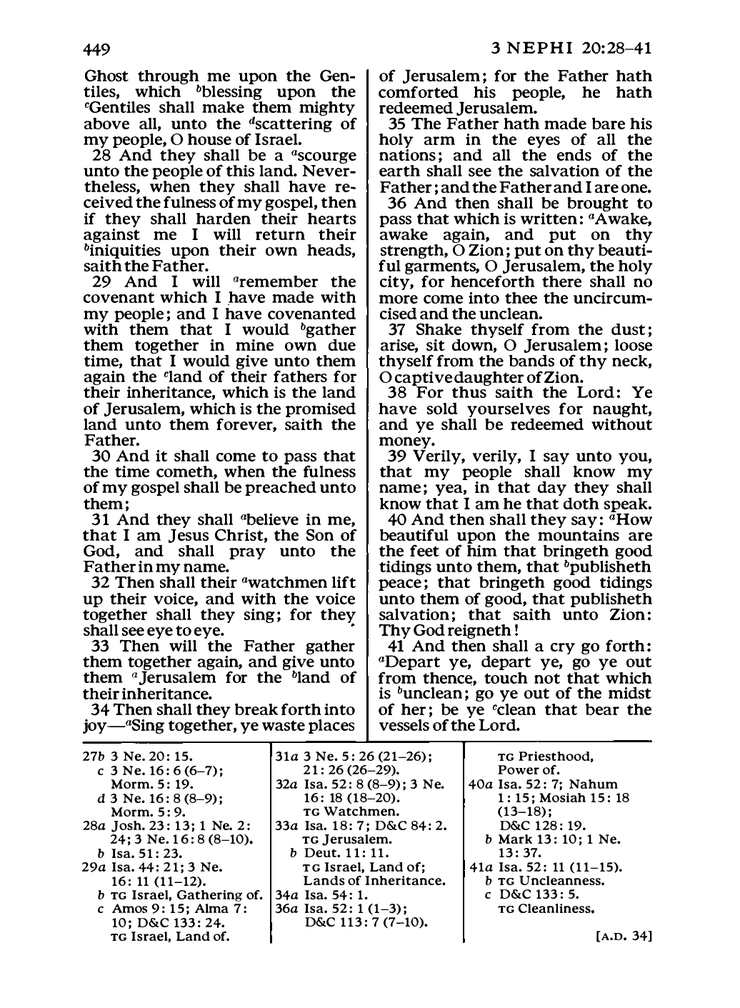 449
3 NEPHI 20:28–41
Ghost through me upon the Gen-
tiles, which bblessing upon the
cGentiles shall make them mighty
above all, unto the dscattering of
my people, O house of Israel.
28 And they shall be a ascourge
unto the people of this land. Never-
theless, when they shall have re-
ceived the fulness of my gospel, then
if they shall harden their hearts
against me I will return their
biniquities upon their own heads,
saith the Father.
29 And I will aremember the
covenant which I have made with
my people; and I have covenanted
with them that I would bgather
them together in mine own due
time, that I would give unto them
again the cland of their fathers for
their inheritance, which is the land
of Jerusalem, which is the promised
land unto them forever, saith the
Father.
30 And it shall come to pass that
the time cometh, when the fulness
of my gospel shall be preached unto
them;
31 And they shall abelieve in me,
that I am Jesus Christ, the Son of
God, and shall pray unto the
Father in my name.
32 Then shall their awatchmen lift
up their voice, and with the voice
together shall they sing; for they
shall see eye to eye.
33 Then will the Father gather
them together again, and give unto
them aJerusalem for the bland of
their inheritance.
34 Then shall they break forth into
joy—aSing together, ye waste places
of Jerusalem; for the Father hath
comforted his people, he hath
redeemed Jerusalem.
35 The Father hath made bare his
holy arm in the eyes of all the
nations; and all the ends of the
earth shall see the salvation of the
Father; and the Father and I are one.
36 And then shall be brought to
pass that which is written: aAwake,
awake again, and put on thy
strength, O Zion; put on thy beauti-
ful garments, O Jerusalem, the holy
city, for henceforth there shall no
more come into thee the uncircum-
cised and the unclean.
37 Shake thyself from the dust;
arise, sit down, O Jerusalem; loose
thyself from the bands of thy neck,
O captive daughter of Zion.
38 For thus saith the Lord: Ye
have sold yourselves for naught,
and ye shall be redeemed without
money.
39 Verily, verily, I say unto you,
that my people shall know my
name; yea, in that day they shall
know that I am he that doth speak.
40 And then shall they say: aHow
beautiful upon the mountains are
the feet of him that bringeth good
tidings unto them, that bpublisheth
peace; that bringeth good tidings
unto them of good, that publisheth
salvation; that saith unto Zion:
Thy God reigneth!
41 And then shall a cry go forth:
aDepart ye, depart ye, go ye out
from thence, touch not that which
is bunclean; go ye out of the midst
of her; be ye cclean that bear the
vessels of the Lord.
27b 3 Ne. 20: 15.
c 3 Ne. 16: 6 (6–7);
Morm. 5: 19.
d 3 Ne. 16: 8 (8–9);
Morm. 5: 9.
28a Josh. 23: 13; 1 Ne. 2:
24; 3 Ne. 16: 8 (8–10).
b Isa. 51: 23.
29a Isa. 44: 21; 3 Ne.
16: 11 (11–12).
b TG Israel, Gathering of.
c Amos 9: 15; Alma 7:
10; D&C 133: 24.
TG Israel, Land of.
31a 3 Ne. 5: 26 (21–26);
21: 26 (26–29).
32a Isa. 52: 8 (8–9); 3 Ne.
16: 18 (18–20).
TG Watchmen.
33a Isa. 18: 7; D&C 84: 2.
TG Jerusalem.
b Deut. 11: 11.
TG Israel, Land of;
Lands of Inheritance.
34a Isa. 54: 1.
36a Isa. 52: 1 (1–3);
D&C 113: 7 (7–10).
TG Priesthood,
Power of.
40a Isa. 52: 7; Nahum
1: 15; Mosiah 15: 18
(13–18);
D&C 128: 19.
b Mark 13: 10; 1 Ne.
13: 37.
41a Isa. 52: 11 (11–15).
b TG Uncleanness.
c D&C 133: 5.
TG Cleanliness.
[A.D. 34]